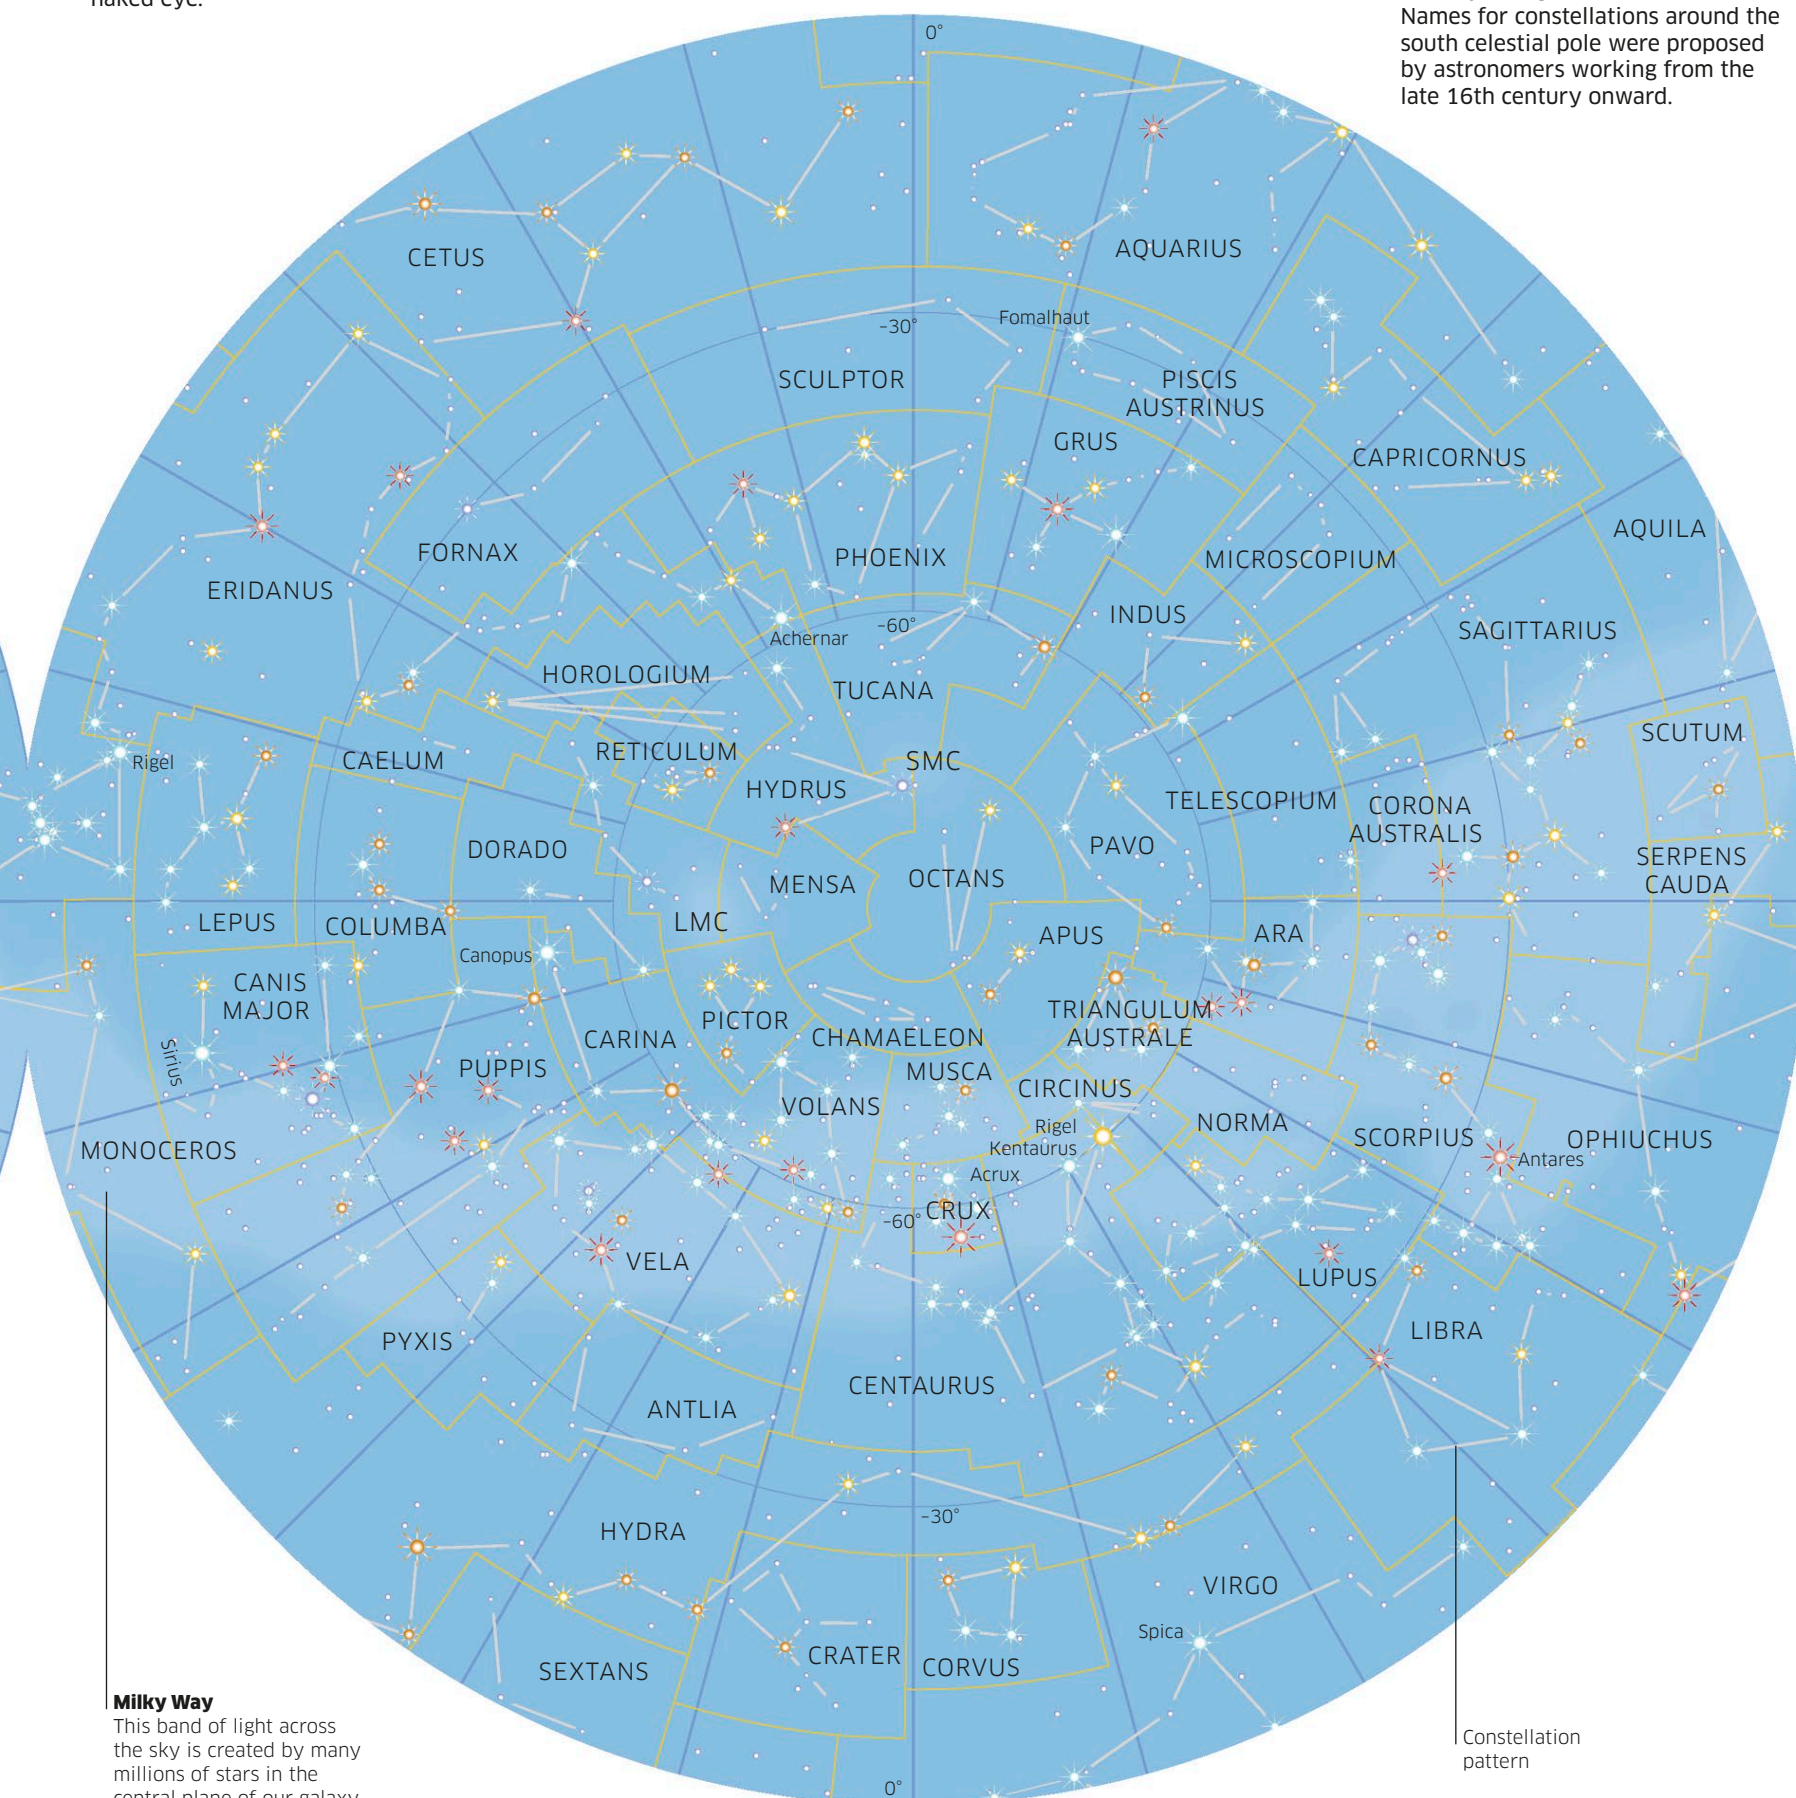 naked eye.
Names for constellations around the
south celestial pole were proposed
by astronomers working from the
late 16th century onward.
0°
CETUS
AQUARIUS
-30°
Fomalhaut
SCULPTOR
PISCIS
AUSTRINUS
GRUS
CAPRICORNUS
AQUILA
FORNAX
PHOENIX
MICROSCOPIUM
ERIDANUS
INDUS
SAGITTARIUS
-60°
Achernar
HOROLOGIUM
TUCANA
SCUTUM
RETICULUM
CAELUM
SMC
Rigel
HYDRUS
TELESCOPIUM
CORONA
AUSTRALIS
PAVO
DORADO
SERPENS
CAUDA
MENSA
OCTANS
LEPUS
COLUMBA
LMC
APUS
ARA
Canopus
CANIS
MAJOR
PICTOR
TRIANGULUM
AUSTRALE
CARINA
CHAMAELEON
Sirius
PUPPIS
MUSCA
CIRCINUS
VOLANS
Rigel
Kentaurus
NORMA
SCORPIUS
OPHIUCHUS
MONOCEROS
Antares
Acrux
CRUX
-60°
VELA
LUPUS
LIBRA
PYXIS
CENTAURUS
ANTLIA
-30°
HYDRA
VIRGO
Spica
CRATER
CORVUS
SEXTANS
Milky Way
This band of light across
the sky is created by many
millions of stars in the
central plane of our galaxy
Constellation
pattern
0°